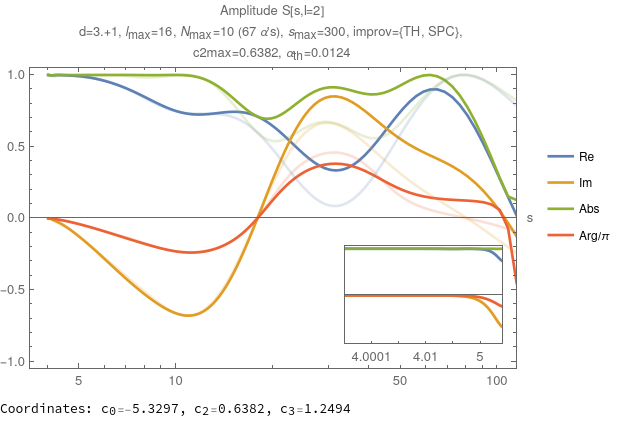 Amplitude S[s,l=2]
d=3.+1, lmax=16, Nmax=10 (67 α's), smax=300, improv={TH, SPC},
c2max=0.6382, αth=0.0124
1.0
0.5
0.0
−0.5
−1.0
5
10
50
100
s
4.0001
4.01
5
Re
Im
Abs
Arg/π
Coordinates: c0=-5.3297, c2=0.6382, c3=1.2494